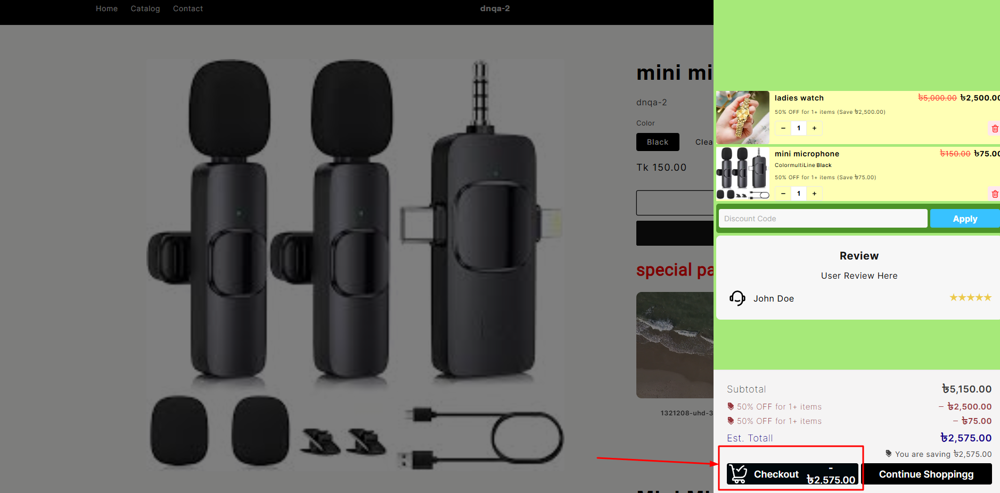 Home Catalog Contact
dnqa-2
mini mi
dnqa-2
Color
Black Clea
Tk 150.00
special pa
1321208-uhd-3
ladies watch ৳5,000.00 ৳2,500.00
50% OFF for 1+ items (Save ৳2,500.00)
− 1 +
mini microphone ৳150.00 ৳75.00
ColormultiLine Black
50% OFF for 1+ items (Save ৳75.00)
− 1 +
Discount Code Apply
Review
User Review Here
John Doe ★★★★★
Subtotal ৳5,150.00
50% OFF for 1+ items − ৳2,500.00
50% OFF for 1+ items − ৳75.00
Est. Totall ৳2,575.00
You are saving ৳2,575.00
Checkout - ৳2,575.00
Continue Shoppingg